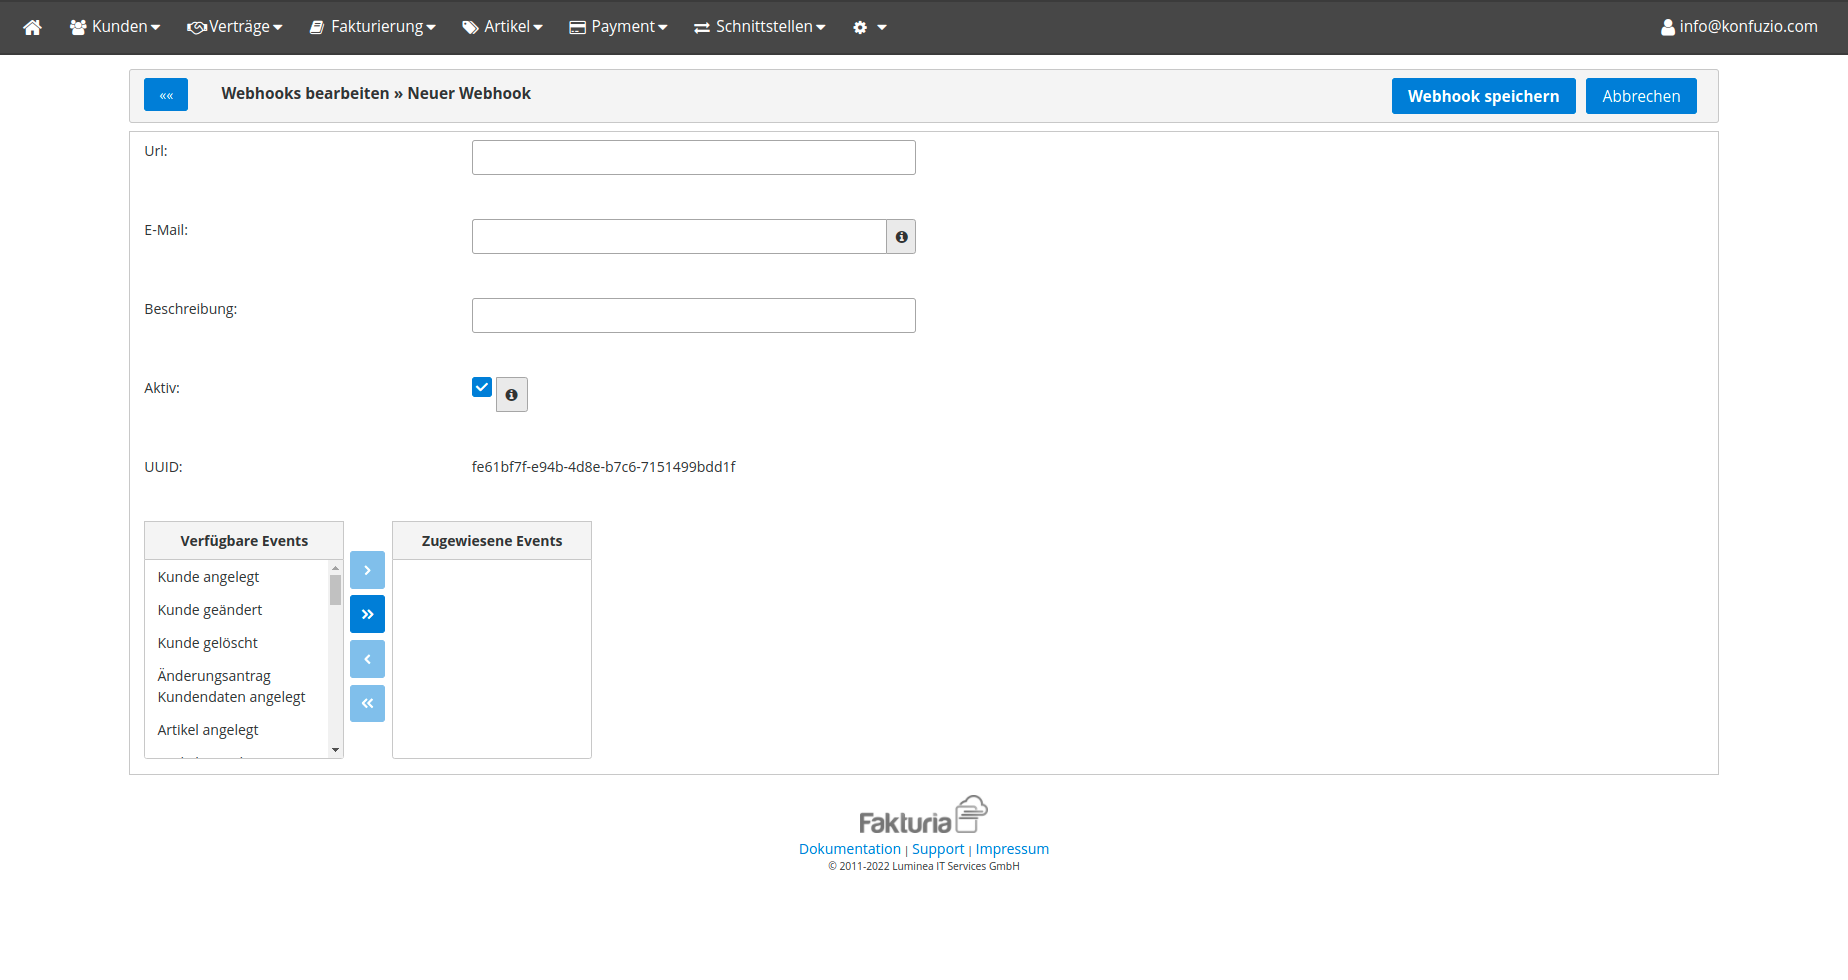 Kunden Verträge Fakturierung Artikel Payment Schnittstellen info@konfuzio.com
«« Webhooks bearbeiten » Neuer Webhook Webhook speichern Abbrechen
Url:
E-Mail:
Beschreibung:
Aktiv:
UUID: fe61bf7f-e94b-4d8e-b7c6-7151499bdd1f
Verfügbare Events Zugewiesene Events
Kunde angelegt
Kunde geändert
Kunde gelöscht
Änderungsantrag
Kundendaten angelegt
Artikel angelegt
Fakturia
Dokumentation | Support | Impressum
© 2011-2022 Luminea IT Services GmbH